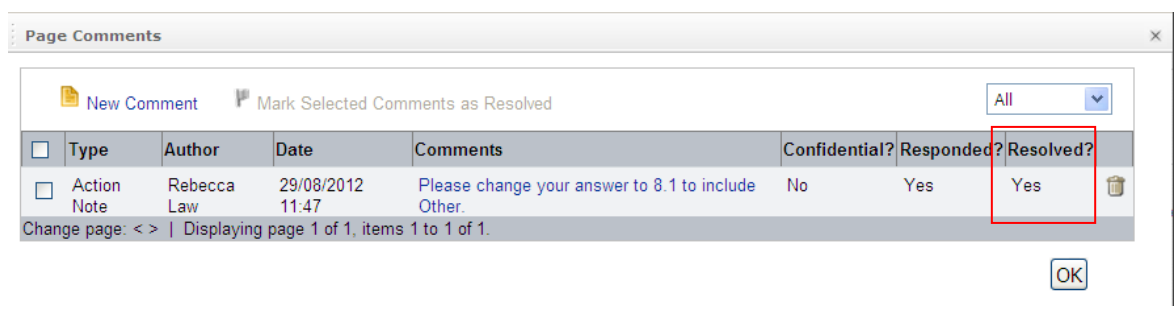 Page Comments
New Comment Mark Selected Comments as Resolved All
Type Author Date Comments Confidential? Responded? Resolved?
Action Rebecca 29/08/2012 Please change your answer to 8.1 to include No Yes Yes
Note Law 11:47 Other.
Change page: < > | Displaying page 1 of 1, items 1 to 1 of 1.
OK